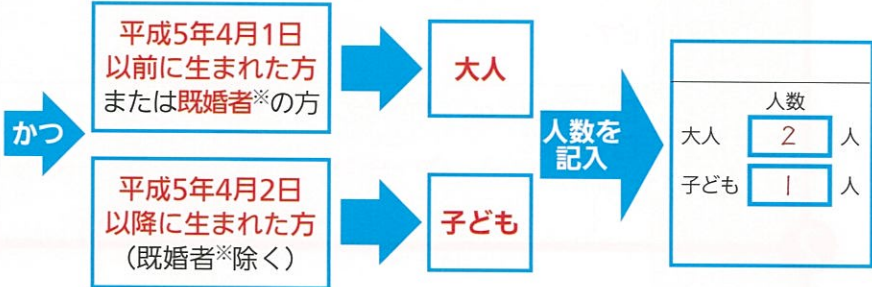 かつ
平成5年4月1日
以前に生まれた方
または既婚者※の方
大人
平成5年4月2日
以降に生まれた方
（既婚者※除く）
子ども
人数を
記入
人数
大人 2 人
子ども 1 人